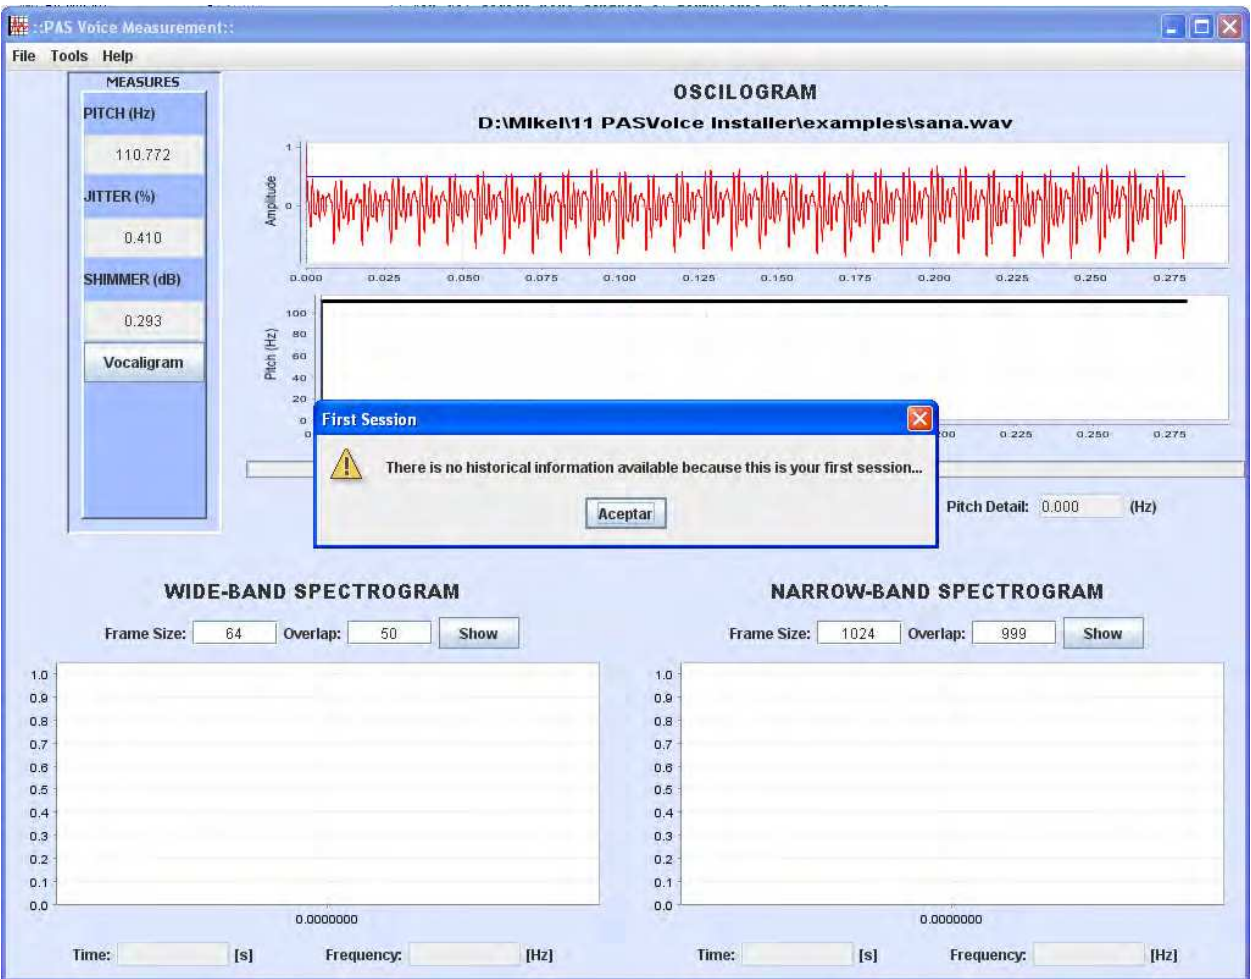 ::PAS Voice Measurement::
File Tools Help
MEASURES
PITCH (Hz)
110.772
JITTER (%)
0.410
SHIMMER (dB)
0.293
Vocaligram
OSCILOGRAM
D:\Mikel\11 PASVoice Installer\examples\sana.wav
Amplitude
1
0
0.000 0.025 0.050 0.075 0.100 0.125 0.150 0.175 0.200 0.225 0.250 0.275
Pitch (Hz)
100
80
60
40
20
0
0.225 0.250 0.275
First Session
There is no historical information available because this is your first session...
Aceptar
Pitch Detail: 0.000 (Hz)
WIDE-BAND SPECTROGRAM
Frame Size: 64 Overlap: 50 Show
1.0
0.9
0.8
0.7
0.6
0.5
0.4
0.3
0.2
0.1
0.0
0.0000000
Time: [s] Frequency: [Hz]
NARROW-BAND SPECTROGRAM
Frame Size: 1024 Overlap: 999 Show
1.0
0.9
0.8
0.7
0.6
0.5
0.4
0.3
0.2
0.1
0.0
0.0000000
Time: [s] Frequency: [Hz]